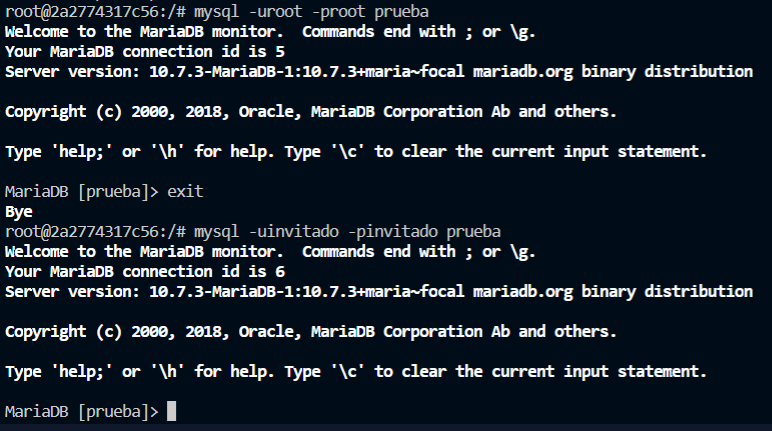 root@2a2774317c56:/# mysql -uroot -proot prueba
Welcome to the MariaDB monitor.  Commands end with ; or \g.
Your MariaDB connection id is 5
Server version: 10.7.3-MariaDB-1:10.7.3+maria~focal mariadb.org binary distribution
Copyright (c) 2000, 2018, Oracle, MariaDB Corporation Ab and others.
Type 'help;' or '\h' for help. Type '\c' to clear the current input statement.
MariaDB [prueba]> exit
Bye
root@2a2774317c56:/# mysql -uinvitado -pinvitado prueba
Welcome to the MariaDB monitor.  Commands end with ; or \g.
Your MariaDB connection id is 6
Server version: 10.7.3-MariaDB-1:10.7.3+maria~focal mariadb.org binary distribution
Copyright (c) 2000, 2018, Oracle, MariaDB Corporation Ab and others.
Type 'help;' or '\h' for help. Type '\c' to clear the current input statement.
MariaDB [prueba]>